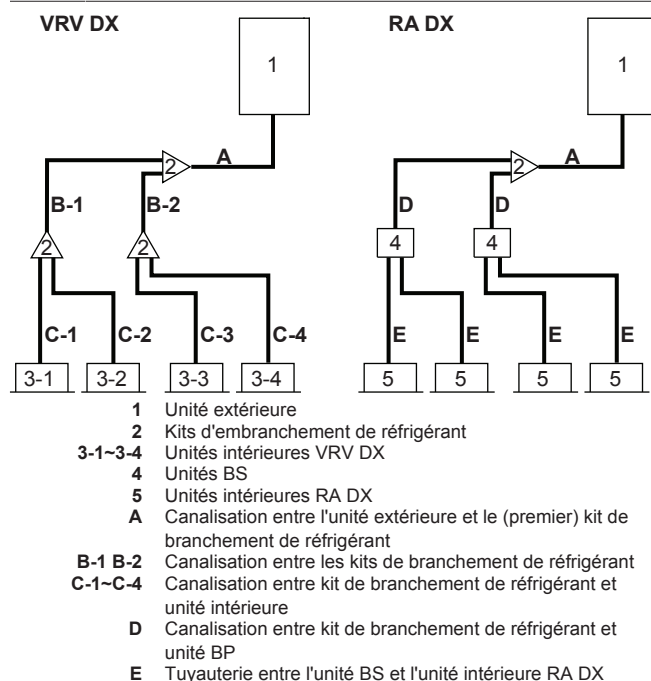 VRV DX RA DX
1 1
2 A 2 A
B-1 B-2 D D
2 2 4 4
C-1 C-2 C-3 C-4 E E E E
3-1 3-2 3-3 3-4 5 5 5 5
1 Unité extérieure
2 Kits d'embranchement de réfrigérant
3-1~3-4 Unités intérieures VRV DX
4 Unités BS
5 Unités intérieures RA DX
A Canalisation entre l'unité extérieure et le (premier) kit de
branchement de réfrigérant
B-1 B-2 Canalisation entre les kits de branchement de réfrigérant
C-1~C-4 Canalisation entre kit de branchement de réfrigérant et
unité intérieure
D Canalisation entre kit de branchement de réfrigérant et
unité BP
E Tuyauterie entre l'unité BS et l'unité intérieure RA DX